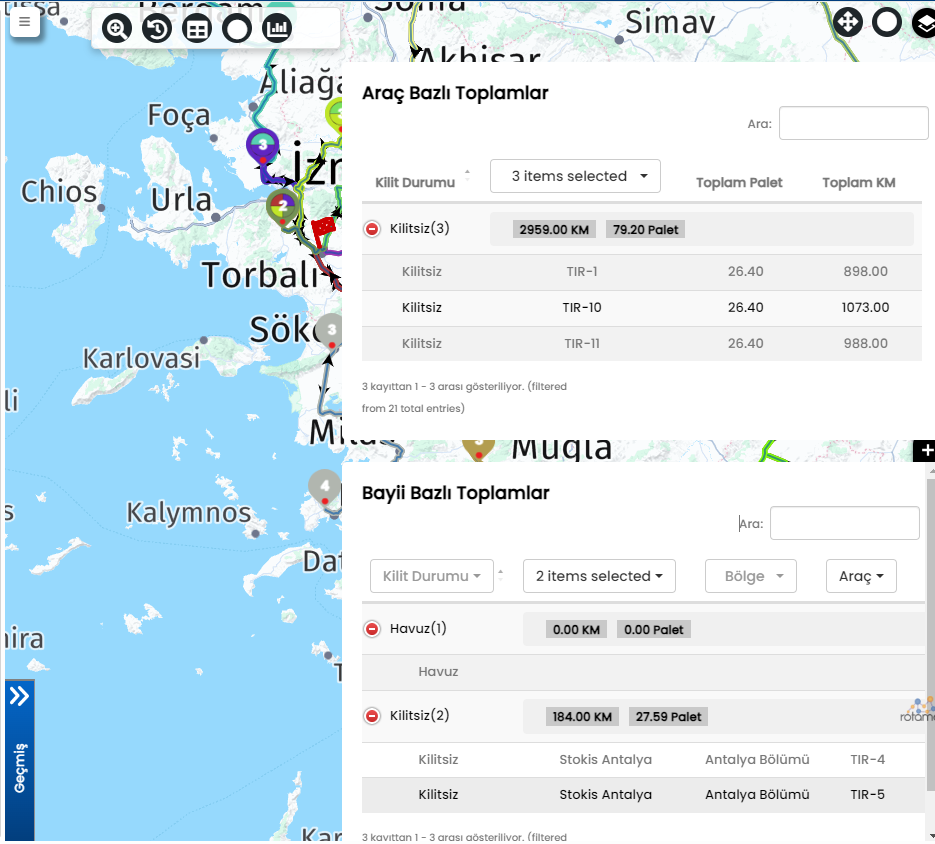 Simav
Akhisar
Foça
3
İz
Chios
Urla
2
Torbalı
Sök
3
Karlovasi
Mi
Muğla
4
Kalymnos
Dat
Kar
Geçmiş
Araç Bazlı Toplamlar
Ara:
Kilit Durumu
3 items selected
Toplam Palet
Toplam KM
Kilitsiz(3)
2959.00 KM
79.20 Palet
Kilitsiz TIR-1 26.40 898.00
Kilitsiz TIR-10 26.40 1073.00
Kilitsiz TIR-11 26.40 988.00
3 kayıttan 1 - 3 arası gösteriliyor. (filtered
from 21 total entries)
Bayii Bazlı Toplamlar
Ara:
Kilit Durumu
2 items selected
Bölge
Araç
Havuz(1)
0.00 KM
0.00 Palet
Havuz
Kilitsiz(2)
184.00 KM
27.59 Palet
Kilitsiz Stokis Antalya Antalya Bölümü TIR-4
Kilitsiz Stokis Antalya Antalya Bölümü TIR-5
3 kayıttan 1 - 3 arası gösteriliyor. (filtered